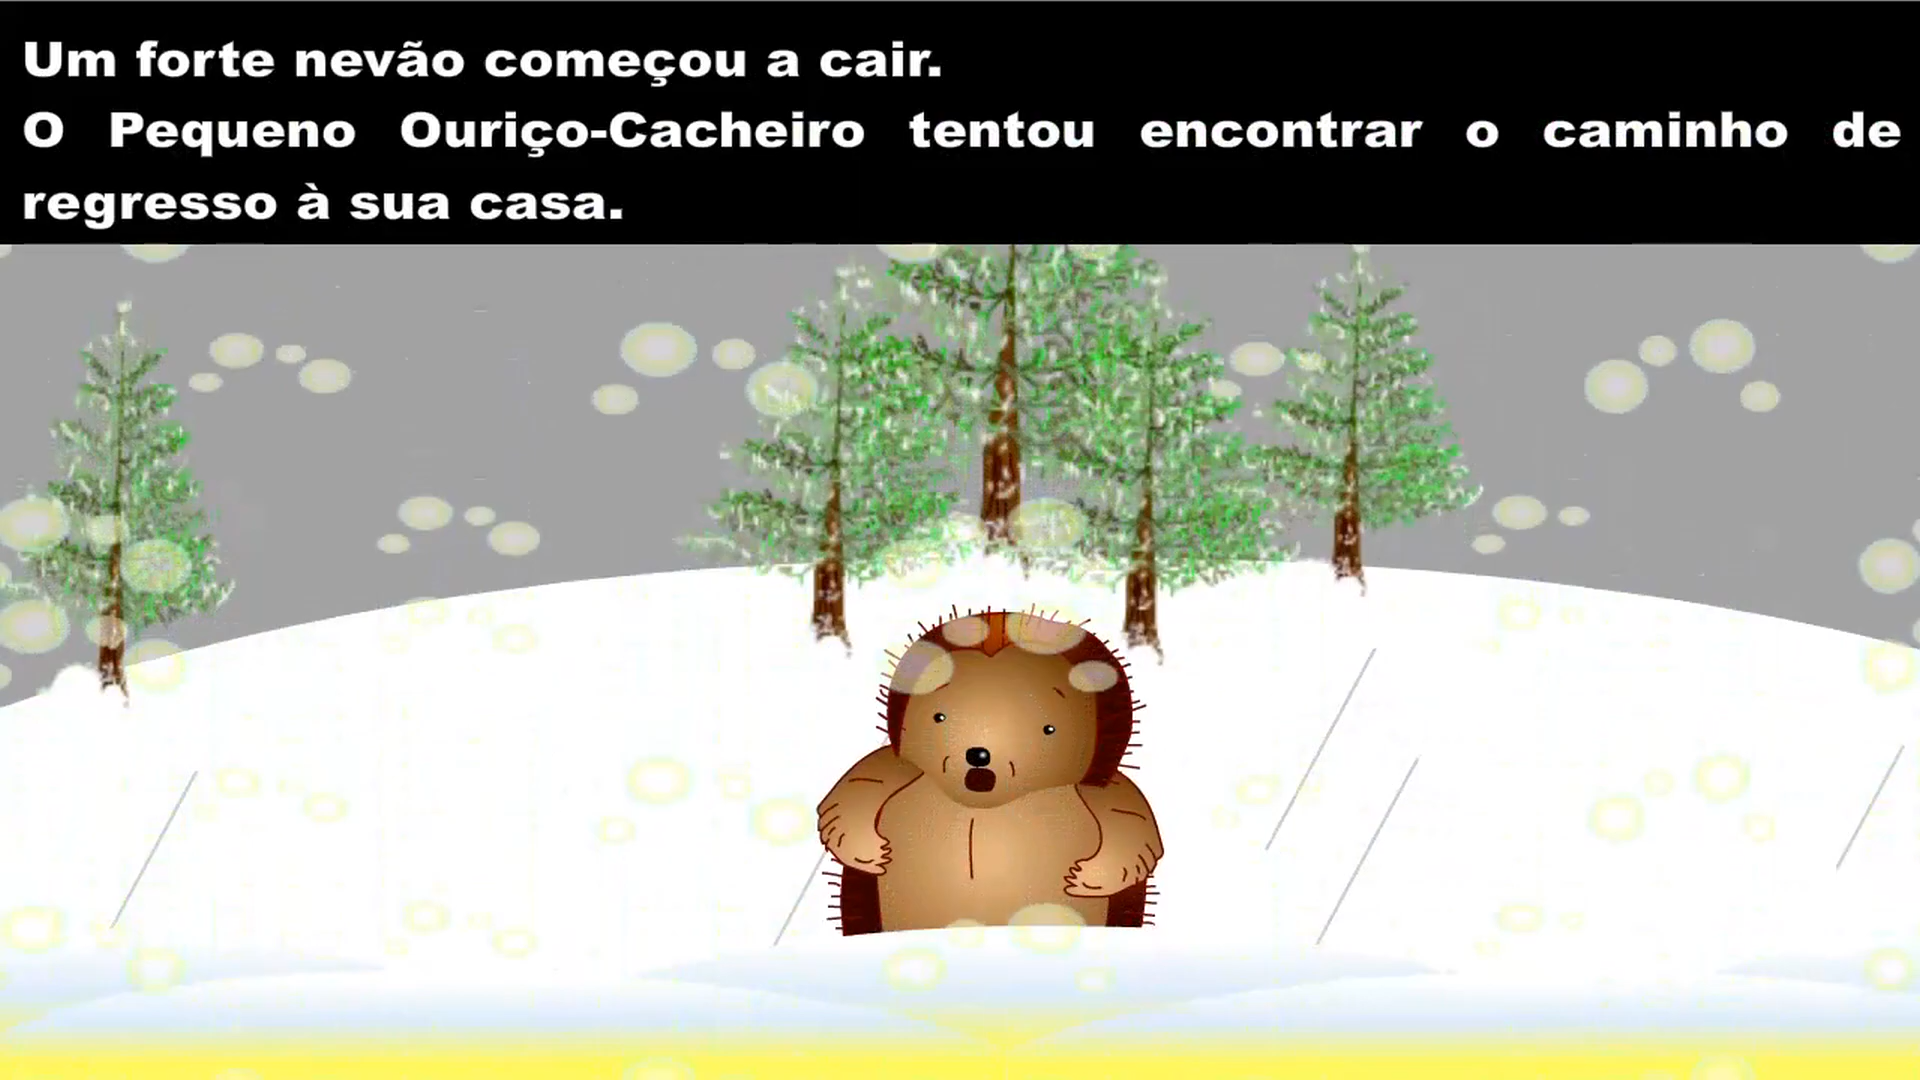 Um forte nevão começou a cair.
O Pequeno Ouriço-Cacheiro tentou encontrar o caminho de
regresso à sua casa.